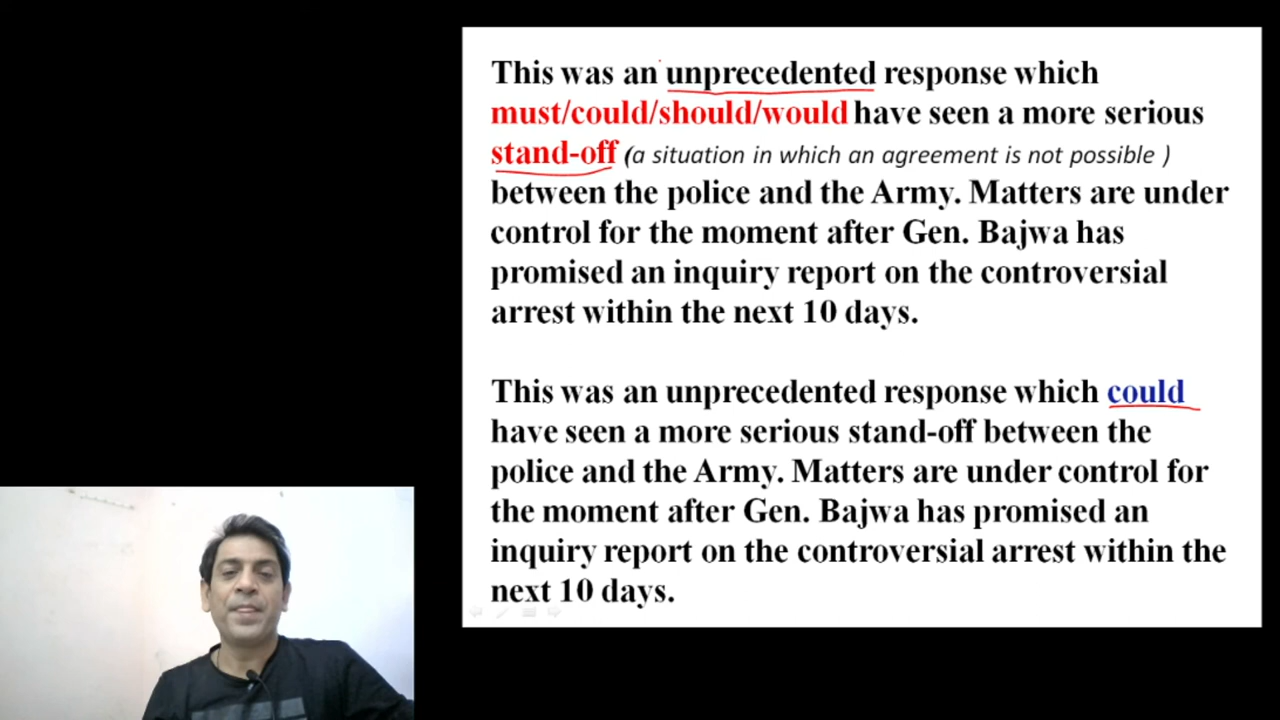 This was an unprecedented response which
must/could/should/would have seen a more serious
stand-off (a situation in which an agreement is not possible )
between the police and the Army. Matters are under
control for the moment after Gen. Bajwa has
promised an inquiry report on the controversial
arrest within the next 10 days.
This was an unprecedented response which could
have seen a more serious stand-off between the
police and the Army. Matters are under control for
the moment after Gen. Bajwa has promised an
inquiry report on the controversial arrest within the
next 10 days.